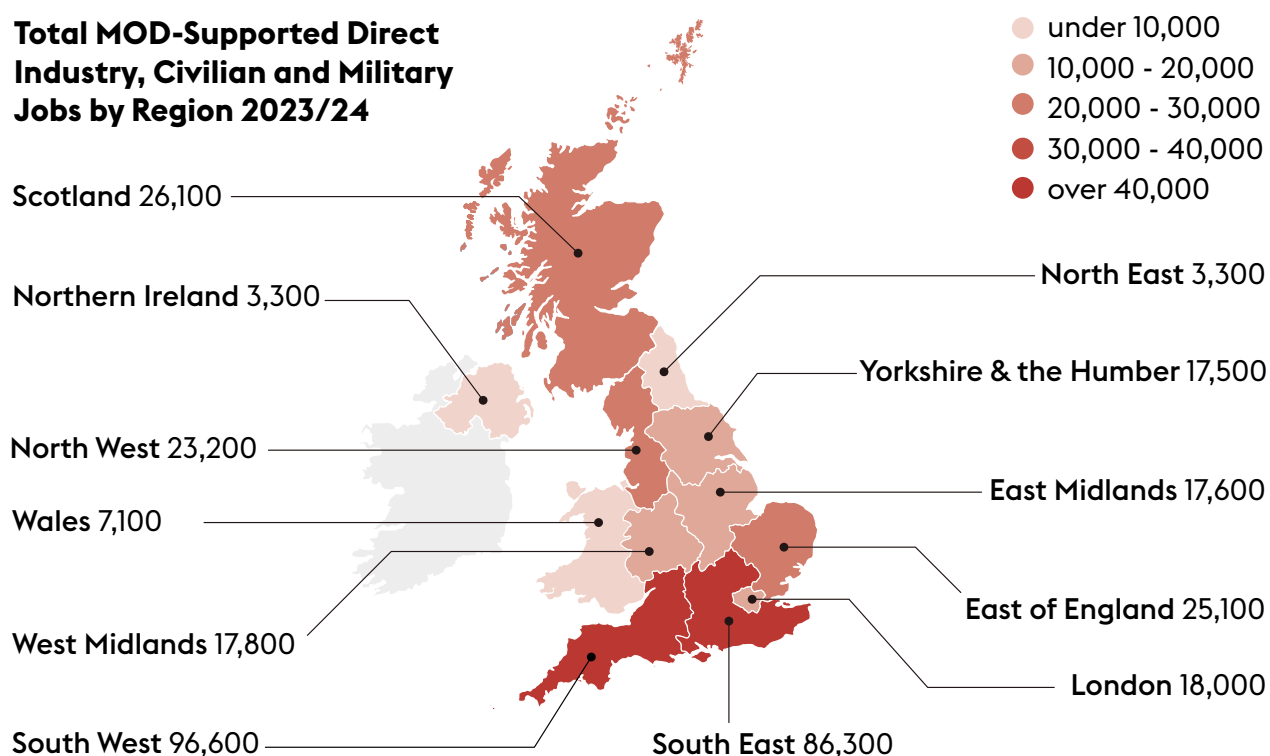 Total MOD-Supported Direct
Industry, Civilian and Military
Jobs by Region 2023/24
under 10,000
10,000 - 20,000
20,000 - 30,000
30,000 - 40,000
over 40,000
Scotland 26,100
North East 3,300
Northern Ireland 3,300
Yorkshire & the Humber 17,500
North West 23,200
East Midlands 17,600
Wales 7,100
East of England 25,100
West Midlands 17,800
London 18,000
South West 96,600
South East 86,300